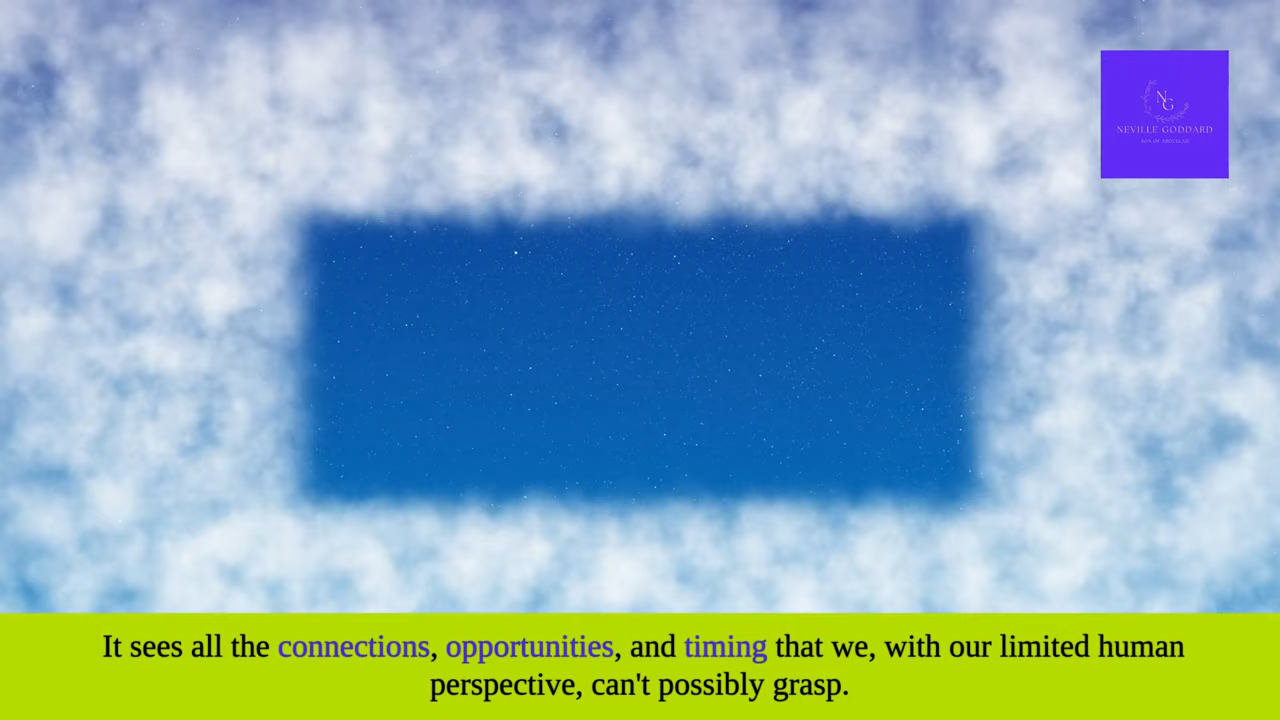 NG
NEVILLE GODDARD
It sees all the connections, opportunities, and timing that we, with our limited human
perspective, can't possibly grasp.